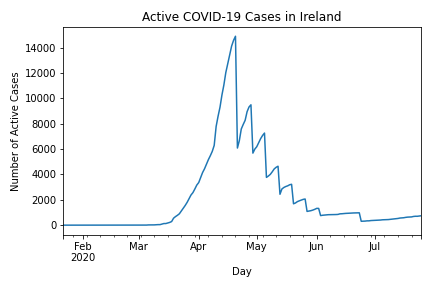 Active COVID-19 Cases in Ireland
14000
12000
10000
8000
6000
4000
2000
0
Number of Active Cases
Feb
2020
Mar
Apr
May
Jun
Jul
Day